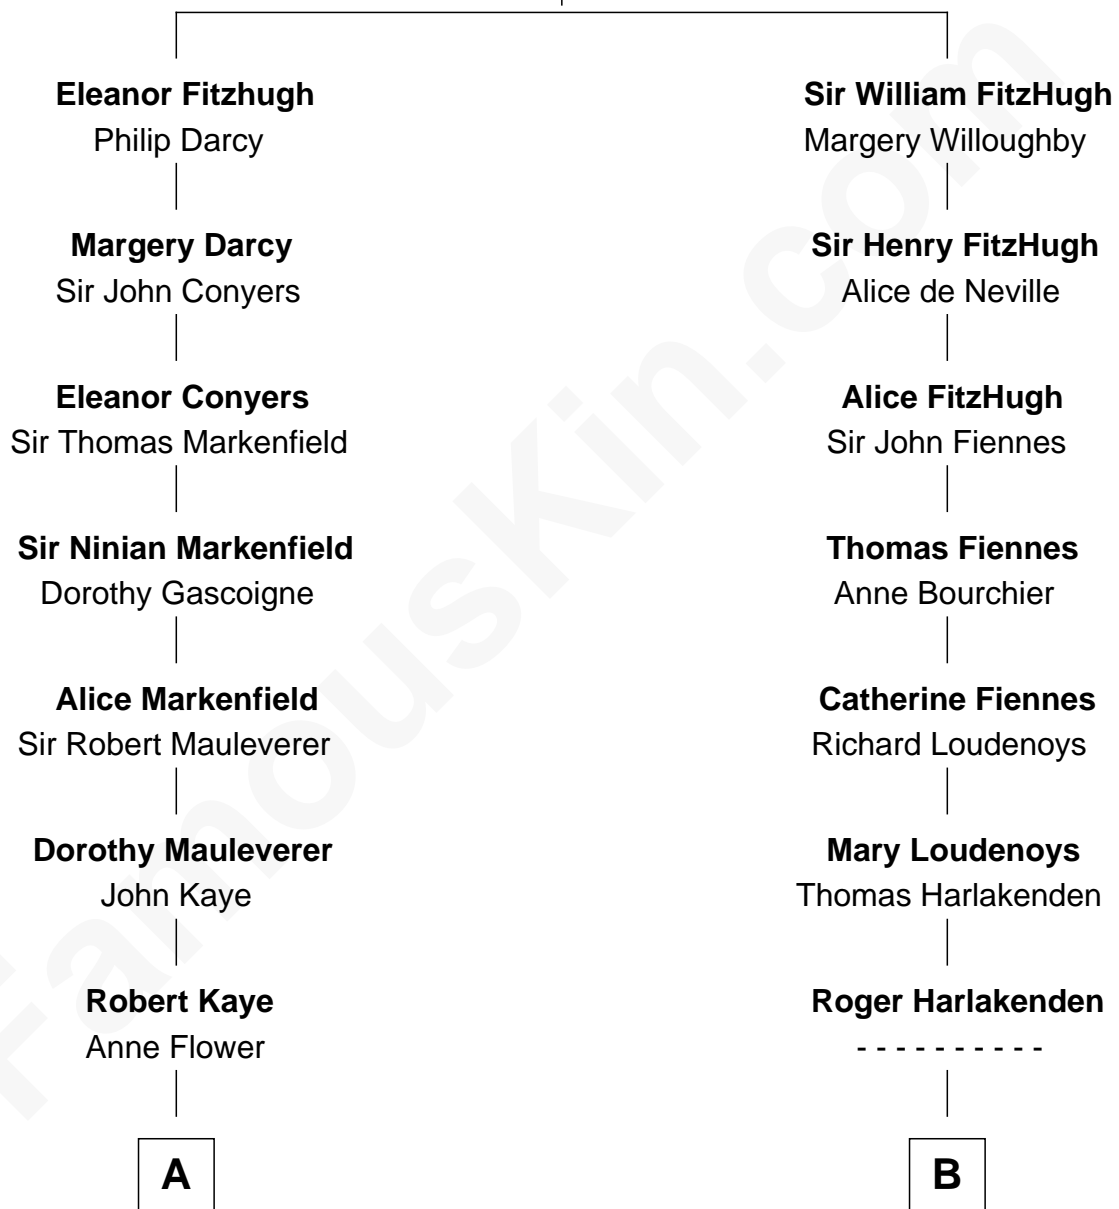 Eleanor Fitzhugh
Philip Darcy
Margery Darcy
Sir John Conyers
Eleanor Conyers
Sir Thomas Markenfield
Sir Ninian Markenfield
Dorothy Gascoigne
Alice Markenfield
Sir Robert Mauleverer
Dorothy Mauleverer
John Kaye
Robert Kaye
Anne Flower
A
Sir William FitzHugh
Margery Willoughby
Sir Henry FitzHugh
Alice de Neville
Alice FitzHugh
Sir John Fiennes
Thomas Fiennes
Anne Bourchier
Catherine Fiennes
Richard Loudenoys
Mary Loudenoys
Thomas Harlakenden
Roger Harlakenden
- - - - - - - - - -
B
FamousKin.com